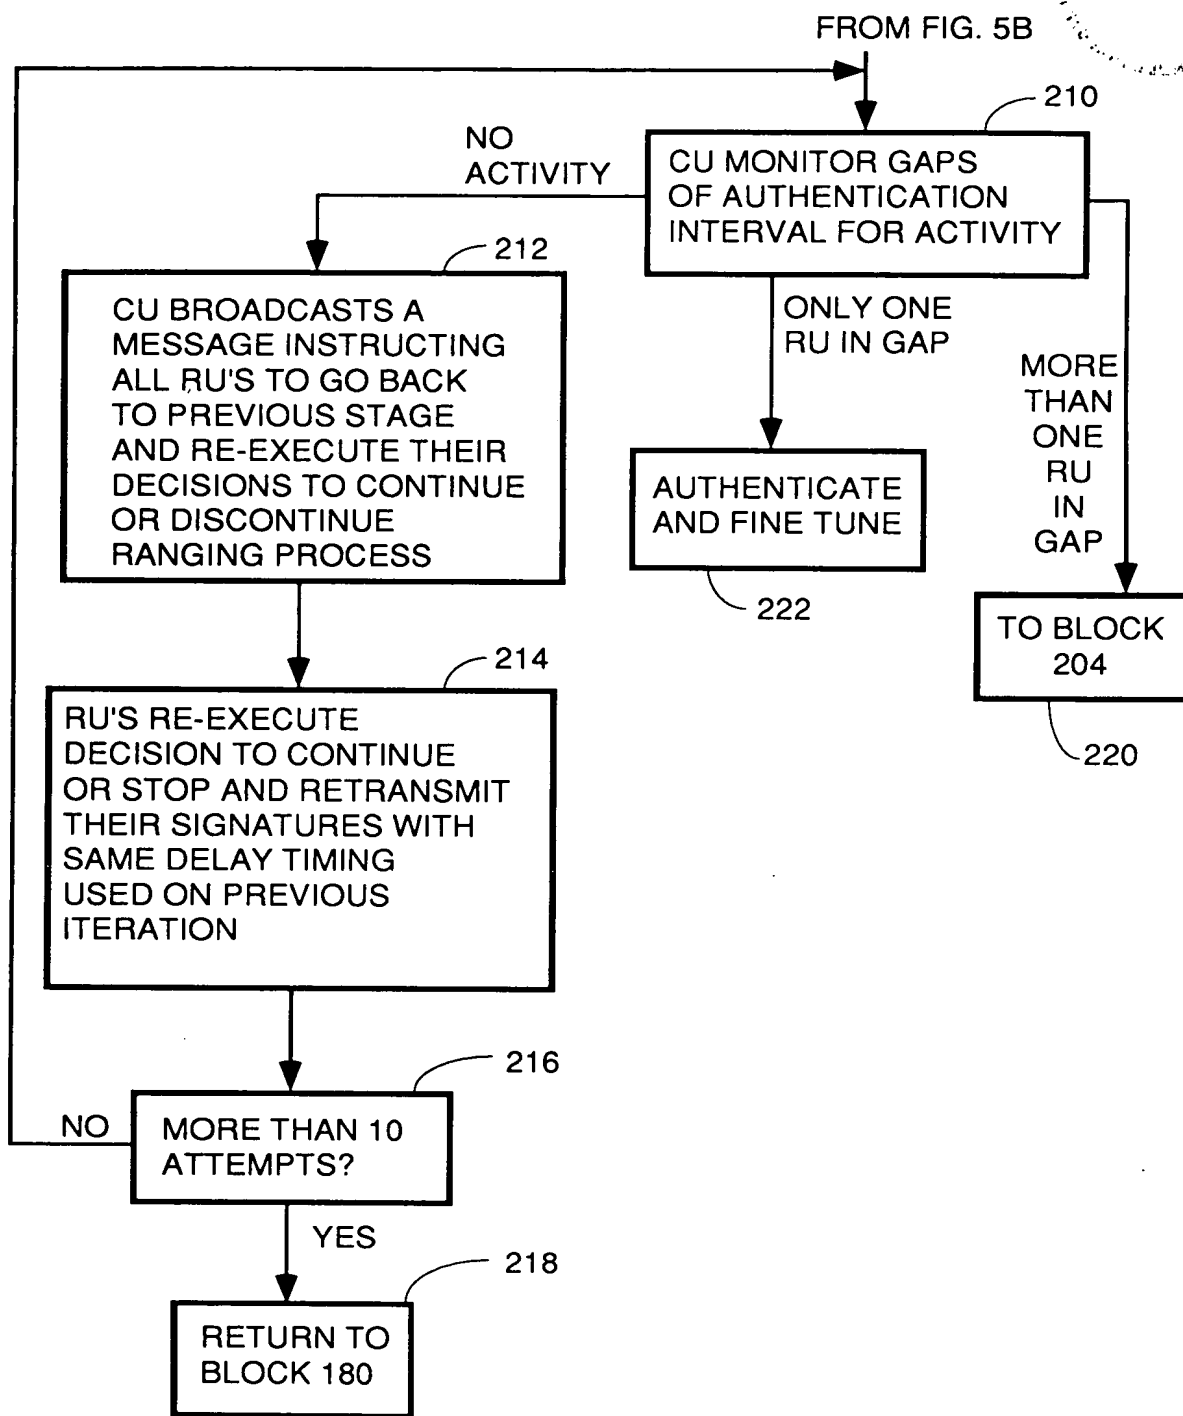 FROM FIG. 5B
210
NO
ACTIVITY
CU MONITOR GAPS
OF AUTHENTICATION
INTERVAL FOR ACTIVITY
212
CU BROADCASTS A
MESSAGE INSTRUCTING
ALL RU'S TO GO BACK
TO PREVIOUS STAGE
AND RE-EXECUTE THEIR
DECISIONS TO CONTINUE
OR DISCONTINUE
RANGING PROCESS
ONLY ONE
RU IN GAP
MORE
THAN
ONE
RU
IN
GAP
AUTHENTICATE
AND FINE TUNE
222
TO BLOCK
204
220
214
RU'S RE-EXECUTE
DECISION TO CONTINUE
OR STOP AND RETRANSMIT
THEIR SIGNATURES WITH
SAME DELAY TIMING
USED ON PREVIOUS
ITERATION
216
NO
MORE THAN 10
ATTEMPTS?
YES
218
RETURN TO
BLOCK 180